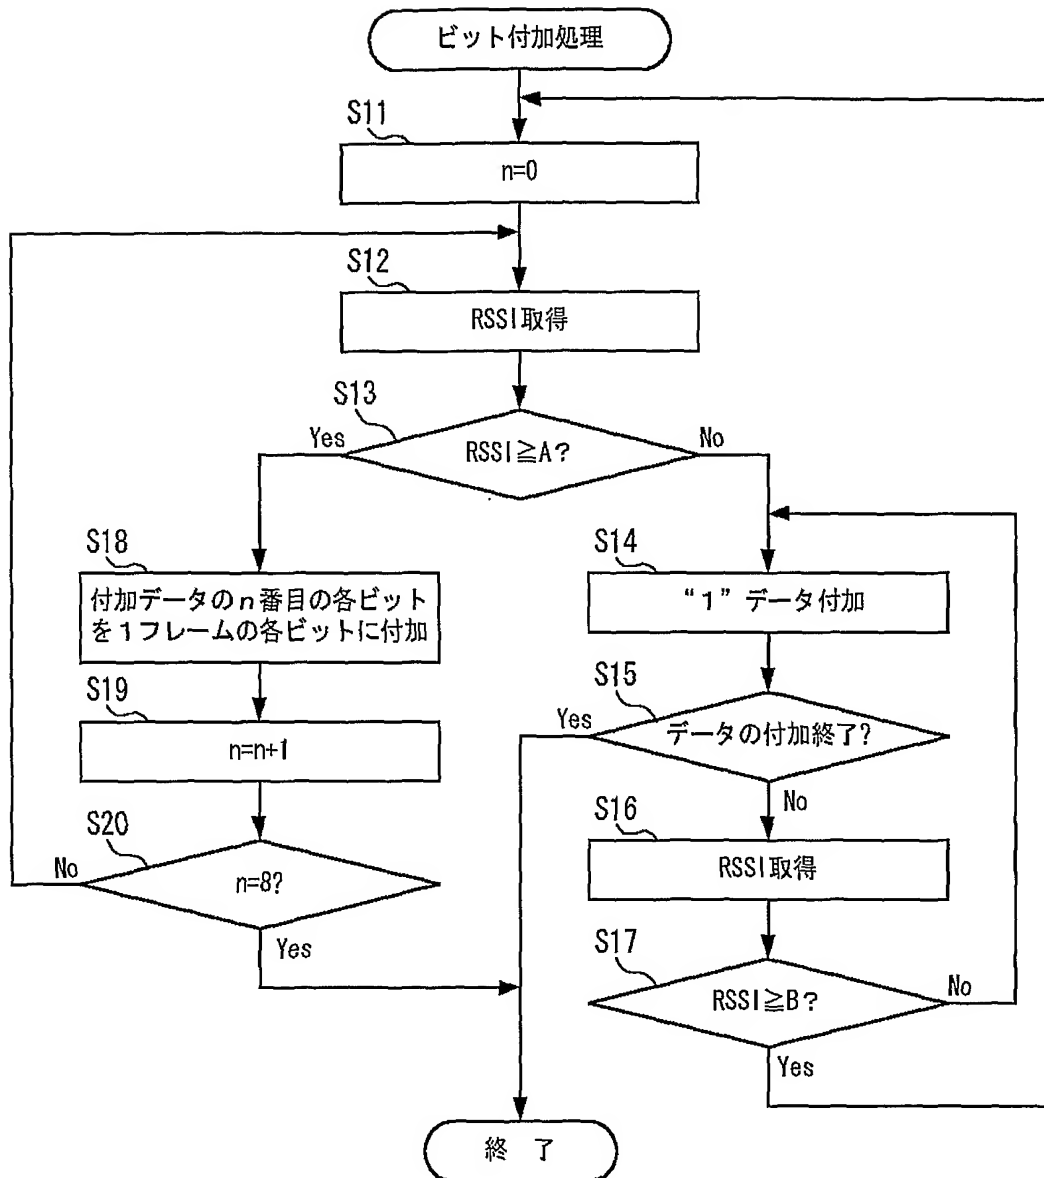 ビット付加処理
S11
n=0
S12
RSSI取得
S13
RSSI≧A?
Yes
No
S18
付加データのn番目の各ビット
を1フレームの各ビットに付加
S19
n=n+1
S20
n=8?
No
Yes
S14
“1”データ付加
S15
データの付加終了?
Yes
No
S16
RSSI取得
S17
RSSI≧B?
No
Yes
終 了